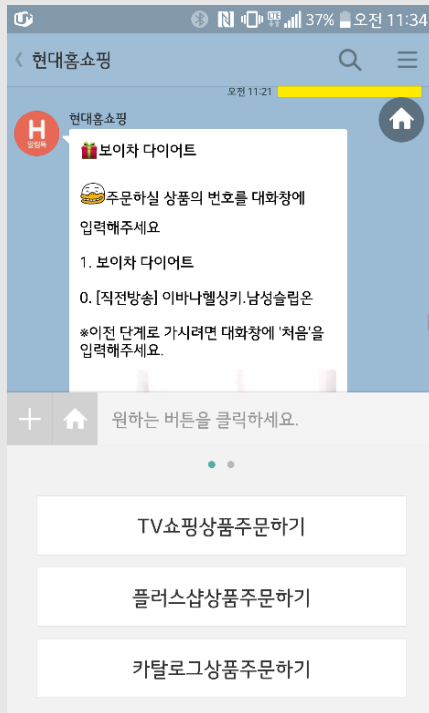 37% 오전 11:34
현대홈쇼핑
오전 11:21
H
알림톡
현대홈쇼핑
보이차 다이어트
주문하실 상품의 번호를 대화창에
입력해주세요
1. 보이차 다이어트
0. [직전방송] 이바나헬싱키.남성슬립온
※이전 단계로 가시려면 대화창에 '처음'을
입력해주세요.
원하는 버튼을 클릭하세요.
TV쇼핑상품주문하기
플러스샵상품주문하기
카탈로그상품주문하기